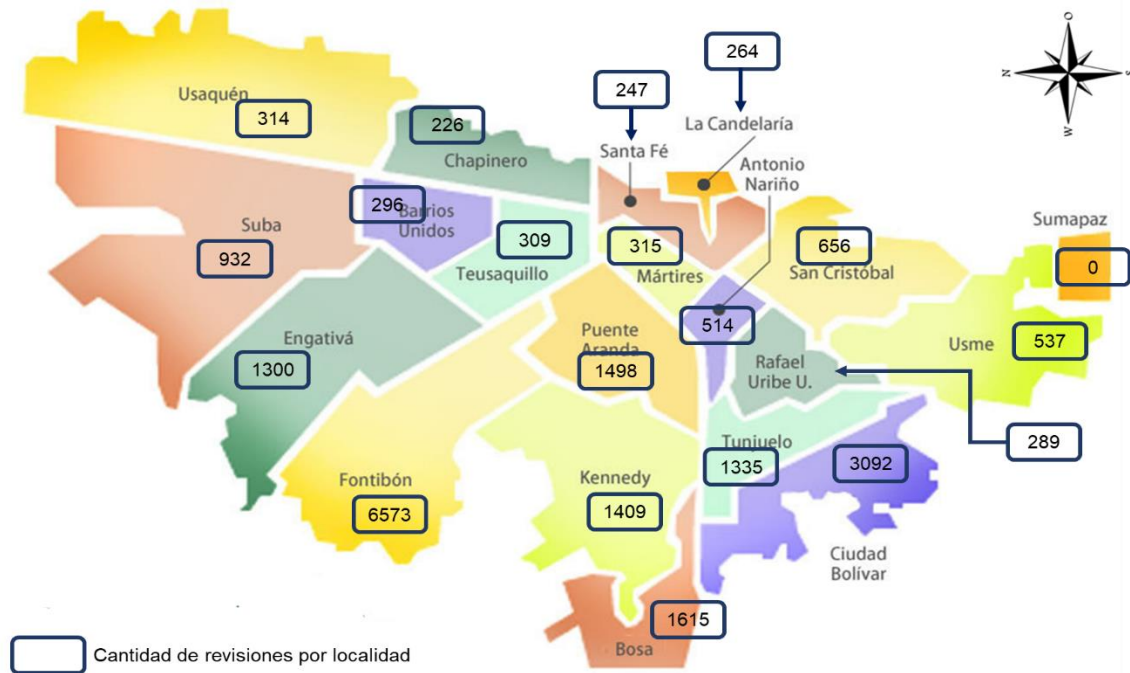 O
N
S
W
264
247
La Candelaría
Usaquén
314
226
Santa Fé
Chapinero
Antonio
Nariño
296
Barrios
Unidos
Suba
932
309
Teusaquillo
315
Mártires
656
San Cristóbal
Sumapaz
0
514
Engativá
1300
Puente
Aranda
1498
Rafael
Uribe U.
Usme
537
289
Tunjuelo
1335
3092
Fontibón
6573
Kennedy
1409
Ciudad
Bolívar
1615
Bosa
Cantidad de revisiones por localidad